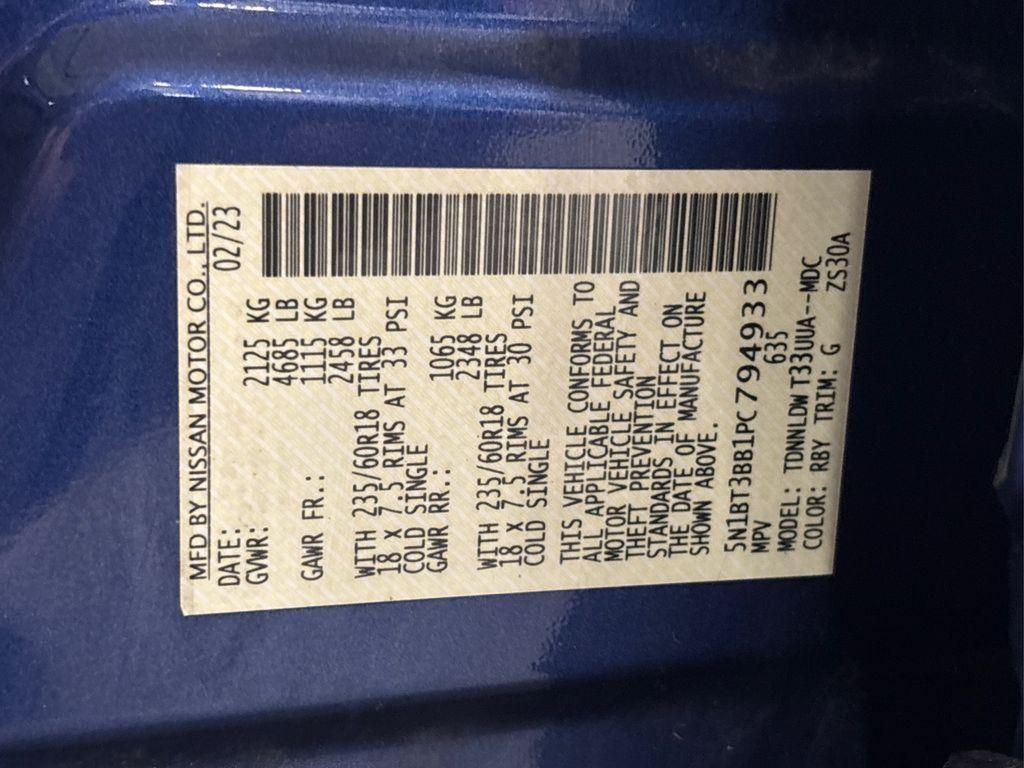 MFD BY NISSAN MOTOR CO., LTD.
DATE: 02/23
GVWR: 2125 KG
4685 LB
GAWR FR.: 1115 KG
2458 LB
WITH 235/60R18 TIRES
18 X 7.5 RIMS AT 33 PSI
COLD SINGLE
GAWR RR.: 1065 KG
2348 LB
WITH 235/60R18 TIRES
18 X 7.5 RIMS AT 30 PSI
COLD SINGLE
THIS VEHICLE CONFORMS TO
ALL APPLICABLE FEDERAL
MOTOR VEHICLE SAFETY AND
THEFT PREVENTION
STANDARDS IN EFFECT ON
THE DATE OF MANUFACTURE
SHOWN ABOVE.
5N1BT3BB1PC794933
MPV 635
MODEL: TDNNLDW T33UUUA--MDC
COLOR: RBY TRIM: G ZS30A